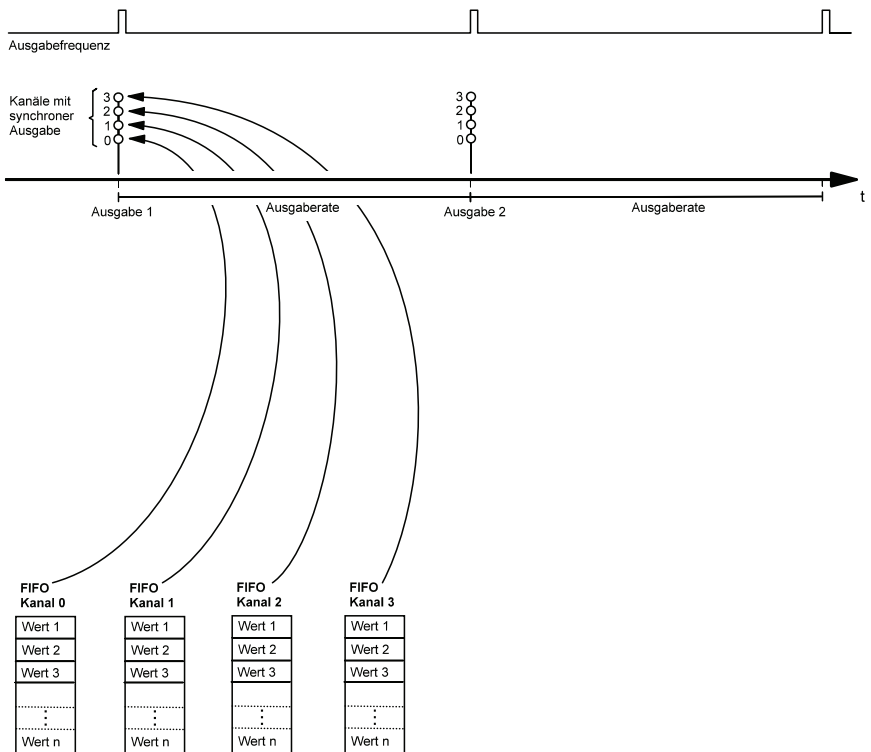 Ausgabefrequenz
Kanäle mit
synchroner
Ausgabe
3
2
1
0
3
2
1
0
t
Ausgabe 1
Ausgaberate
Ausgabe 2
Ausgaberate
FIFO
Kanal 0
Wert 1
Wert 2
Wert 3
Wert n
FIFO
Kanal 1
Wert 1
Wert 2
Wert 3
Wert n
FIFO
Kanal 2
Wert 1
Wert 2
Wert 3
Wert n
FIFO
Kanal 3
Wert 1
Wert 2
Wert 3
Wert n